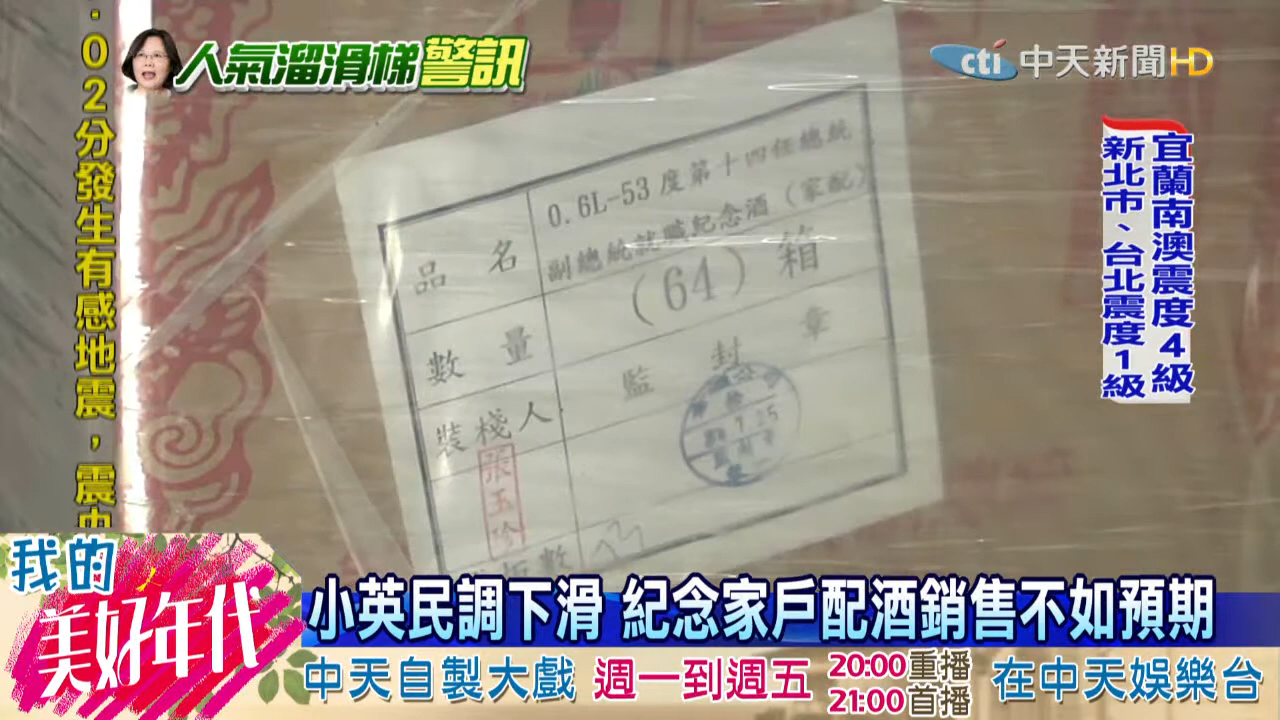 人氣溜滑梯警訊
cti 中天新聞HD
宜蘭南澳震度4級
新北市、台北震度1級
02分發生有感地震，震
品名
0.6L-53度第十四任總統
副總統就職紀念酒（家配）
數量
(64) 箱
裝棧人
監封章
張玉玲
數
我的
美好年代
小英民調下滑 紀念家戶配酒銷售不如預期
中天自製大戲 週一到週五 20:00重播 21:00首播 在中天娛樂台